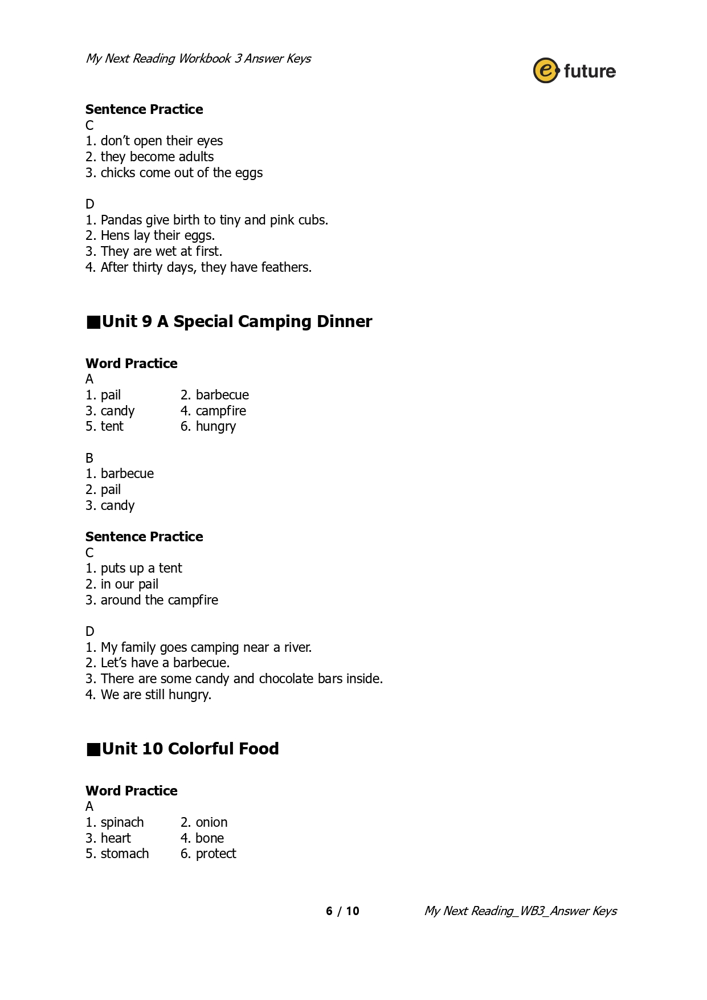 My Next Reading Workbook 3 Answer Keys
e future
Sentence Practice
C
1. don’t open their eyes
2. they become adults
3. chicks come out of the eggs
D
1. Pandas give birth to tiny and pink cubs.
2. Hens lay their eggs.
3. They are wet at first.
4. After thirty days, they have feathers.
■Unit 9 A Special Camping Dinner
Word Practice
A
1. pail 2. barbecue
3. candy 4. campfire
5. tent 6. hungry
B
1. barbecue
2. pail
3. candy
Sentence Practice
C
1. puts up a tent
2. in our pail
3. around the campfire
D
1. My family goes camping near a river.
2. Let’s have a barbecue.
3. There are some candy and chocolate bars inside.
4. We are still hungry.
■Unit 10 Colorful Food
Word Practice
A
1. spinach 2. onion
3. heart 4. bone
5. stomach 6. protect
6 / 10 My Next Reading_WB3_Answer Keys